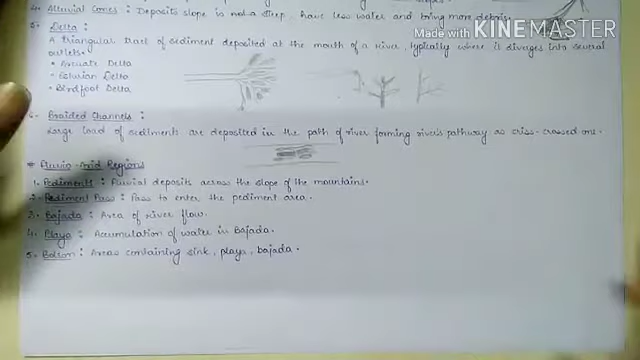 4. Alluvial Cones : Deposits slope is not a steep. have less water and bring more debris.
Made with KINEMASTER
5. Delta :
A triangular tract of sediment deposited at the mouth of a River, typically where it diverges into several
outlets.
• Arcuate Delta
• Esturian Delta
• Birdfoot Delta
6. Braided Channels :
Large load of sediments are deposited in the path of river forming river's pathway as criss-crossed one.
* Fluvio-Arid Regions
1. Pediments : Fluvial deposits across the slope of the mountains.
2. Pediment Pass : Pass to enter the pediment area.
3. Bajada : Area of river flow.
4. Playa : Accumulation of water in Bajada.
5. Bolson : Areas containing sink, playa, bajada.